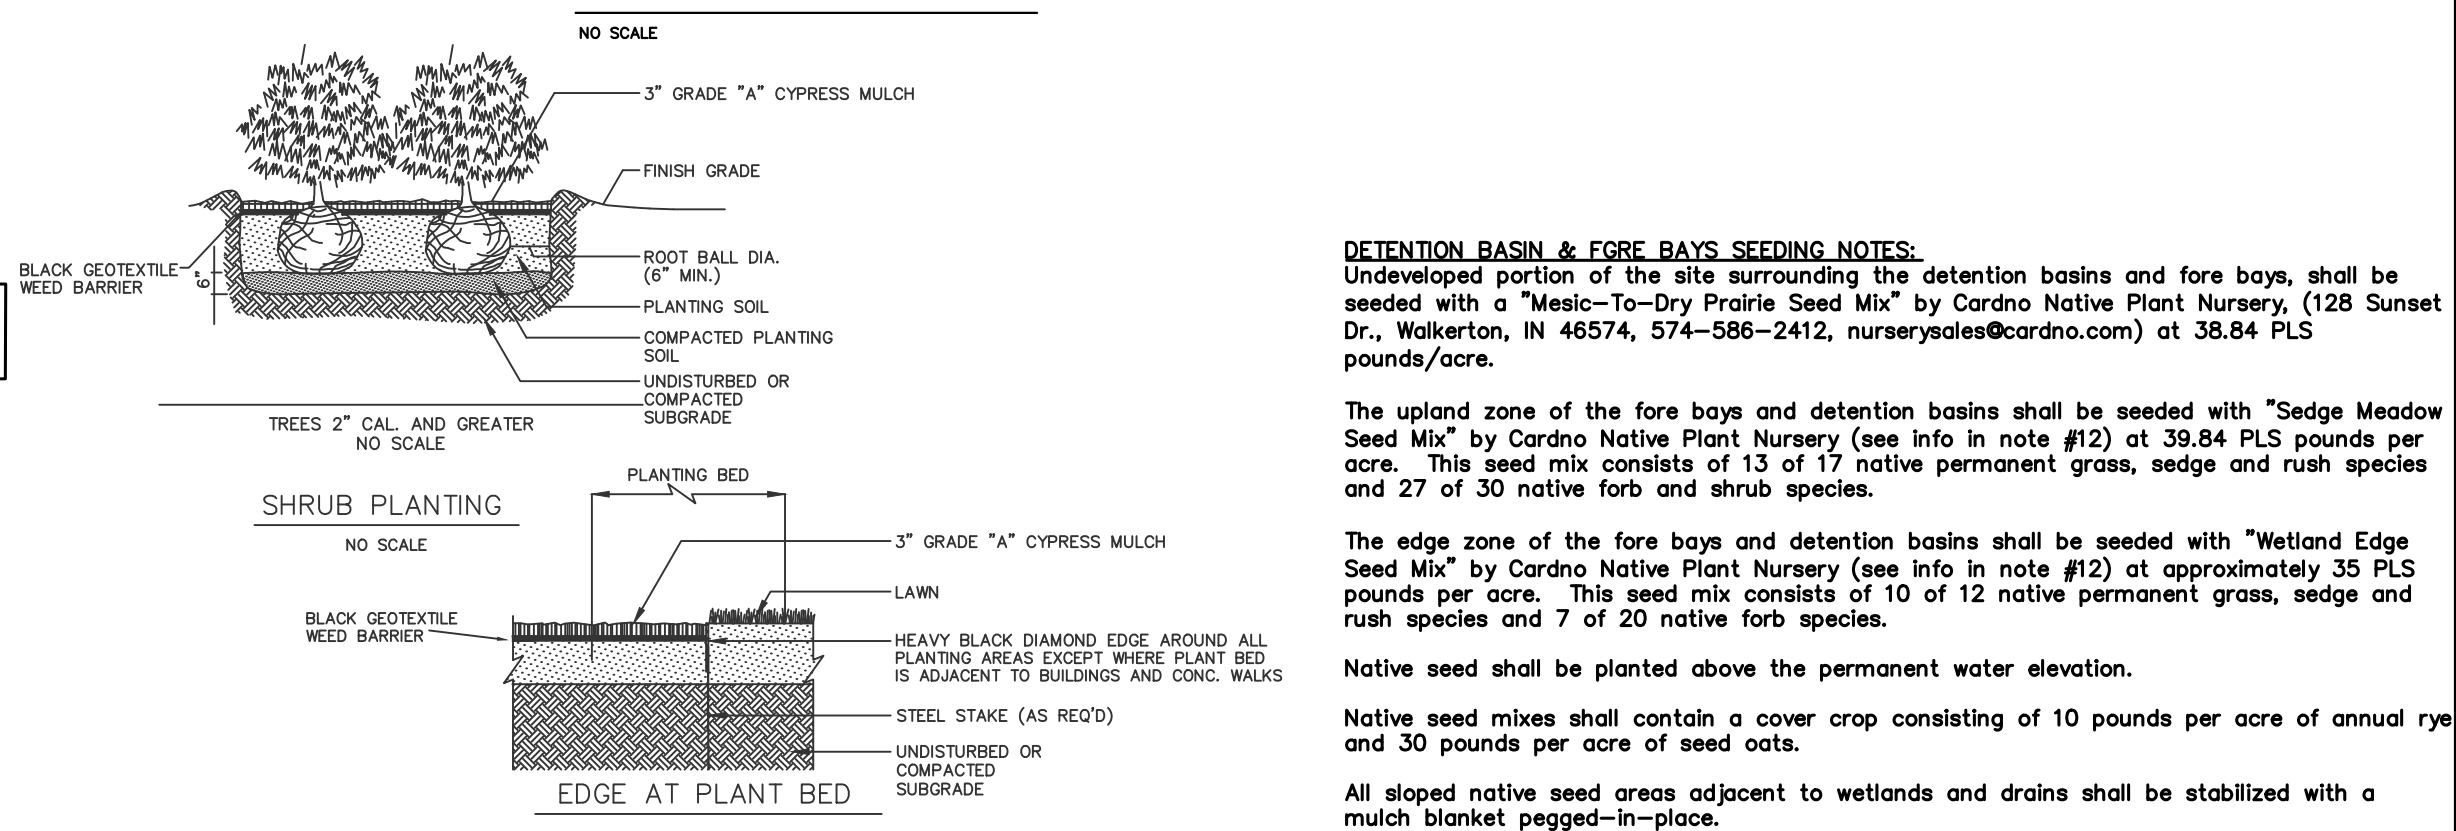 NO SCALE
3" GRADE "A" CYPRESS MULCH
FINISH GRADE
ROOT BALL DIA.
(6" MIN.)
BLACK GEOTEXTILE
WEED BARRIER
6"
PLANTING SOIL
COMPACTED PLANTING
SOIL
UNDISTURBED OR
COMPACTED
SUBGRADE
TREES 2" CAL. AND GREATER
NO SCALE
SHRUB PLANTING
NO SCALE
PLANTING BED
3" GRADE "A" CYPRESS MULCH
LAWN
BLACK GEOTEXTILE
WEED BARRIER
HEAVY BLACK DIAMOND EDGE AROUND ALL
PLANTING AREAS EXCEPT WHERE PLANT BED
IS ADJACENT TO BUILDINGS AND CONC. WALKS
STEEL STAKE (AS REQ'D)
UNDISTURBED OR
COMPACTED
SUBGRADE
EDGE AT PLANT BED
DETENTION BASIN & FGRE BAYS SEEDING NOTES:
Undeveloped portion of the site surrounding the detention basins and fore bays, shall be
seeded with a "Mesic-To-Dry Prairie Seed Mix" by Cardno Native Plant Nursery, (128 Sunset
Dr., Walkerton, IN 46574, 574-586-2412, nurserysales@cardno.com) at 38.84 PLS
pounds/acre.
The upland zone of the fore bays and detention basins shall be seeded with "Sedge Meadow
Seed Mix" by Cardno Native Plant Nursery (see info in note #12) at 39.84 PLS pounds per
acre. This seed mix consists of 13 of 17 native permanent grass, sedge and rush species
and 27 of 30 native forb and shrub species.
The edge zone of the fore bays and detention basins shall be seeded with "Wetland Edge
Seed Mix" by Cardno Native Plant Nursery (see info in note #12) at approximately 35 PLS
pounds per acre. This seed mix consists of 10 of 12 native permanent grass, sedge and
rush species and 7 of 20 native forb species.
Native seed shall be planted above the permanent water elevation.
Native seed mixes shall contain a cover crop consisting of 10 pounds per acre of annual rye
and 30 pounds per acre of seed oats.
All sloped native seed areas adjacent to wetlands and drains shall be stabilized with a
mulch blanket pegged-in-place.